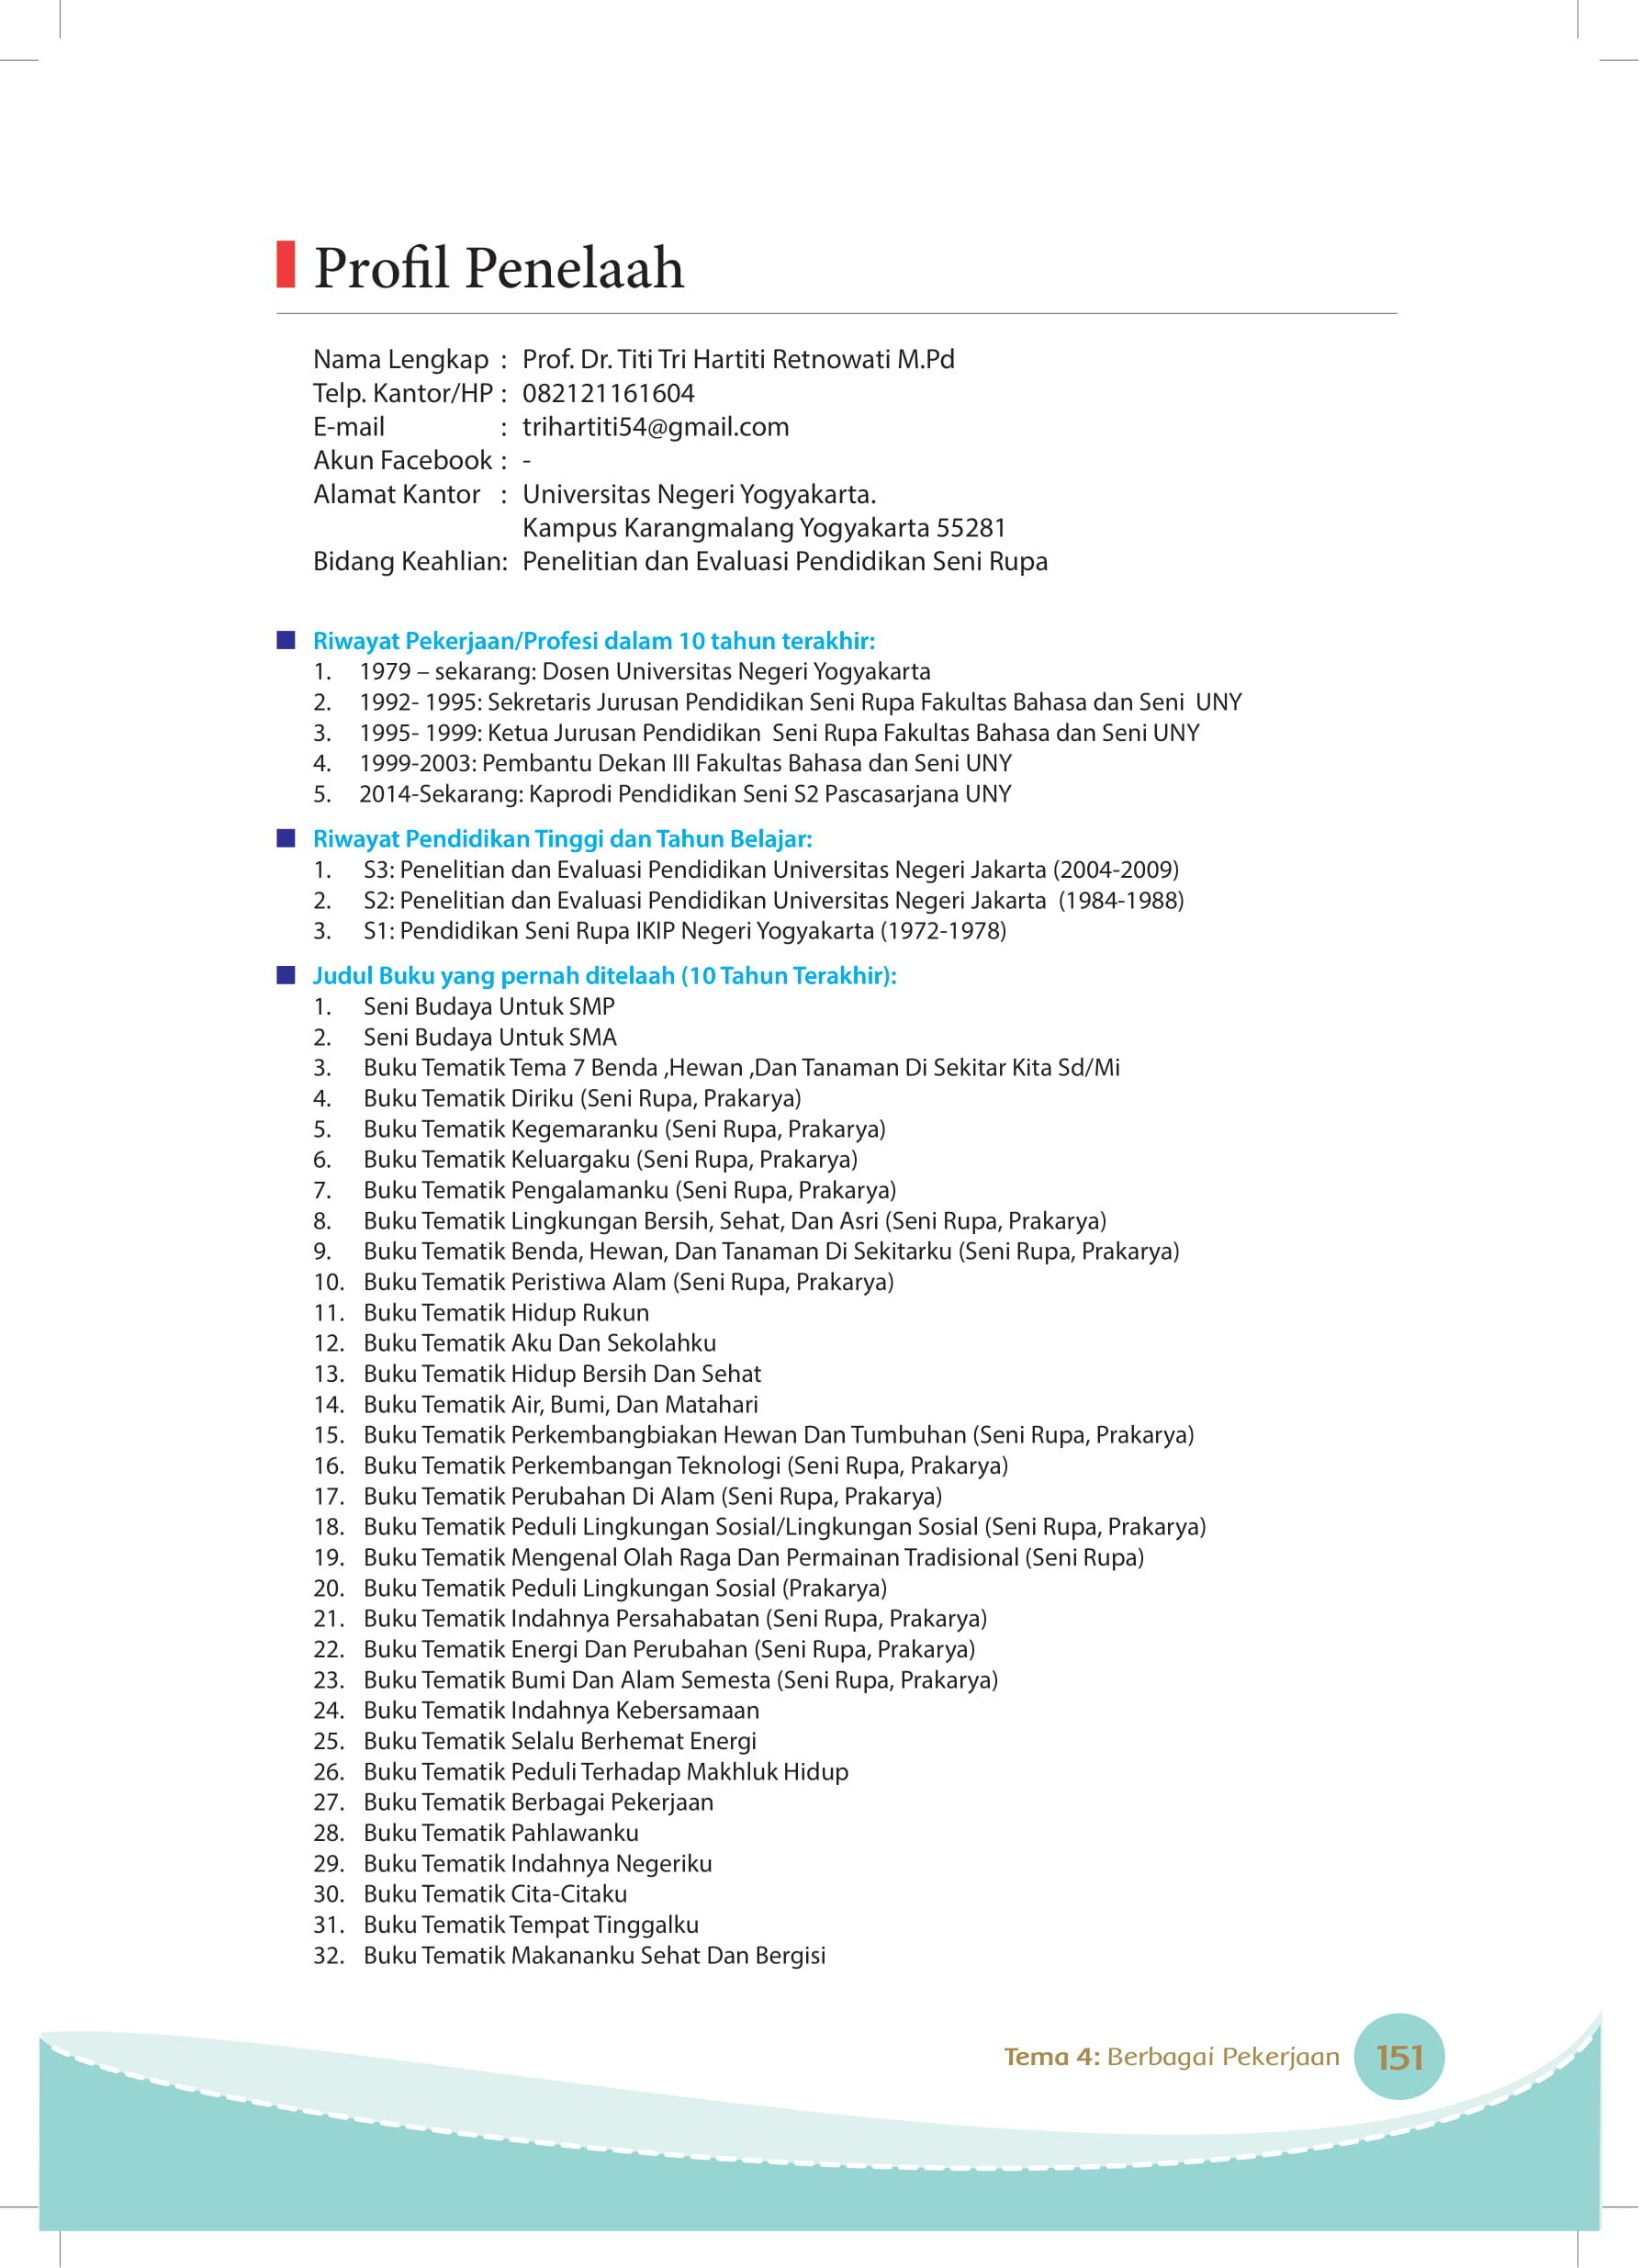 Profil Penelaah
Nama Lengkap : Prof. Dr. Titi Tri Hartiti Retnowati M.Pd
Telp. Kantor/HP : 082121161604
E-mail : trihartiti54@gmail.com
Akun Facebook : -
Alamat Kantor : Universitas Negeri Yogyakarta.
Kampus Karangmalang Yogyakarta 55281
Bidang Keahlian: Penelitian dan Evaluasi Pendidikan Seni Rupa
Riwayat Pekerjaan/Profesi dalam 10 tahun terakhir:
1. 1979 – sekarang: Dosen Universitas Negeri Yogyakarta
2. 1992- 1995: Sekretaris Jurusan Pendidikan Seni Rupa Fakultas Bahasa dan Seni UNY
3. 1995- 1999: Ketua Jurusan Pendidikan Seni Rupa Fakultas Bahasa dan Seni UNY
4. 1999-2003: Pembantu Dekan III Fakultas Bahasa dan Seni UNY
5. 2014-Sekarang: Kaprodi Pendidikan Seni S2 Pascasarjana UNY
Riwayat Pendidikan Tinggi dan Tahun Belajar:
1. S3: Penelitian dan Evaluasi Pendidikan Universitas Negeri Jakarta (2004-2009)
2. S2: Penelitian dan Evaluasi Pendidikan Universitas Negeri Jakarta (1984-1988)
3. S1: Pendidikan Seni Rupa IKIP Negeri Yogyakarta (1972-1978)
Judul Buku yang pernah ditelaah (10 Tahun Terakhir):
1. Seni Budaya Untuk SMP
2. Seni Budaya Untuk SMA
3. Buku Tematik Tema 7 Benda ,Hewan ,Dan Tanaman Di Sekitar Kita Sd/Mi
4. Buku Tematik Diriku (Seni Rupa, Prakarya)
5. Buku Tematik Kegemaranku (Seni Rupa, Prakarya)
6. Buku Tematik Keluargaku (Seni Rupa, Prakarya)
7. Buku Tematik Pengalamanku (Seni Rupa, Prakarya)
8. Buku Tematik Lingkungan Bersih, Sehat, Dan Asri (Seni Rupa, Prakarya)
9. Buku Tematik Benda, Hewan, Dan Tanaman Di Sekitarku (Seni Rupa, Prakarya)
10. Buku Tematik Peristiwa Alam (Seni Rupa, Prakarya)
11. Buku Tematik Hidup Rukun
12. Buku Tematik Aku Dan Sekolahku
13. Buku Tematik Hidup Bersih Dan Sehat
14. Buku Tematik Air, Bumi, Dan Matahari
15. Buku Tematik Perkembangbiakan Hewan Dan Tumbuhan (Seni Rupa, Prakarya)
16. Buku Tematik Perkembangan Teknologi (Seni Rupa, Prakarya)
17. Buku Tematik Perubahan Di Alam (Seni Rupa, Prakarya)
18. Buku Tematik Peduli Lingkungan Sosial/Lingkungan Sosial (Seni Rupa, Prakarya)
19. Buku Tematik Mengenal Olah Raga Dan Permainan Tradisional (Seni Rupa)
20. Buku Tematik Peduli Lingkungan Sosial (Prakarya)
21. Buku Tematik Indahnya Persahabatan (Seni Rupa, Prakarya)
22. Buku Tematik Energi Dan Perubahan (Seni Rupa, Prakarya)
23. Buku Tematik Bumi Dan Alam Semesta (Seni Rupa, Prakarya)
24. Buku Tematik Indahnya Kebersamaan
25. Buku Tematik Selalu Berhemat Energi
26. Buku Tematik Peduli Terhadap Makhluk Hidup
27. Buku Tematik Berbagai Pekerjaan
28. Buku Tematik Pahlawanku
29. Buku Tematik Indahnya Negeriku
30. Buku Tematik Cita-Citaku
31. Buku Tematik Tempat Tinggalku
32. Buku Tematik Makananku Sehat Dan Bergisi
Tema 4: Berbagai Pekerjaan 151